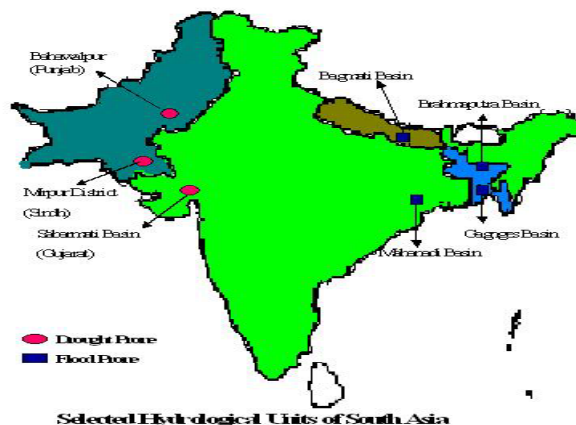 Bahawalpur
(Punjab)
Bagmati Basin
Brahmaputra Basin
Mirpur District
(Sindh)
Sabarmati Basin
(Gujarat)
Mahanadi Basin
Gagnges Basin
Drought Prone
Flood Prone
Selected Hydrological Units of South Asia